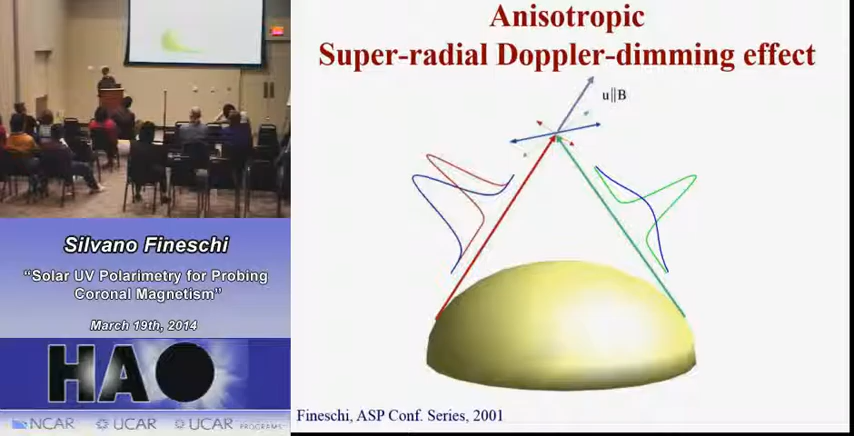 Anisotropic
Super-radial Doppler-dimming effect
u||B
Silvano Fineschi
"Solar UV Polarimetry for Probing
Coronal Magnetism"
March 19th, 2014
HAO
NCAR UCAR UCAR PROGRAMS
Fineschi, ASP Conf. Series, 2001